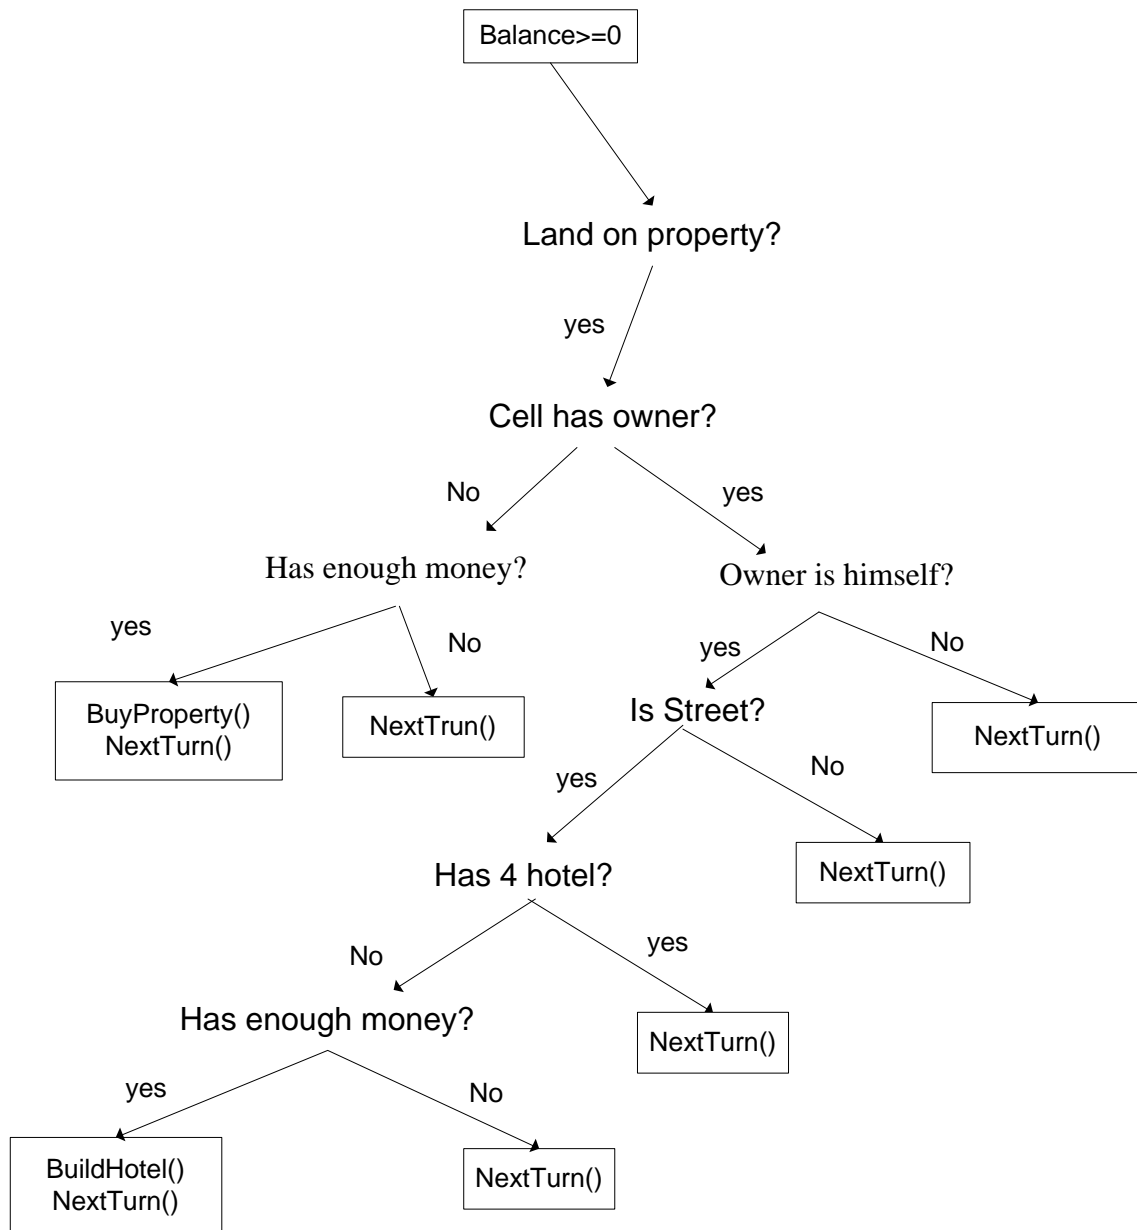 Balance>=0
Land on property?
yes
Cell has owner?
No
yes
Has enough money?
Owner is himself?
yes
No
yes
No
BuyProperty()
NextTurn()
NextTrun()
Is Street?
NextTurn()
yes
No
Has 4 hotel?
NextTurn()
No
yes
Has enough money?
NextTurn()
yes
No
BuildHotel()
NextTurn()
NextTurn()